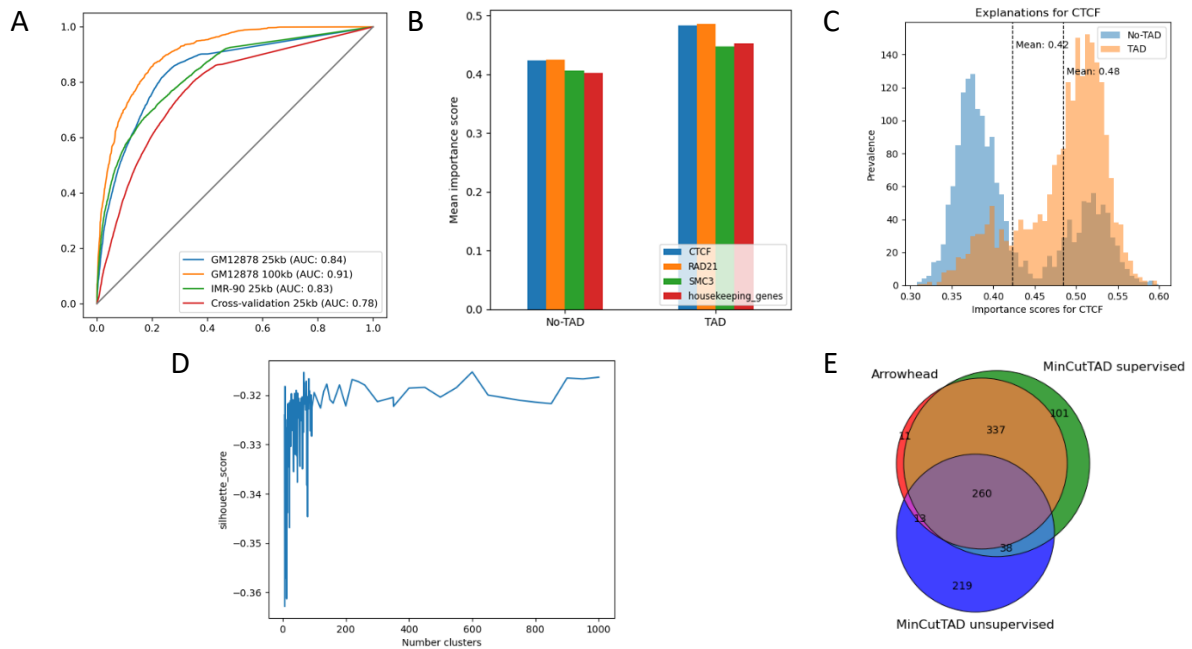 A
1.0
0.8
0.6
0.4
0.2
0.0
0.0 0.2 0.4 0.6 0.8 1.0
GM12878 25kb (AUC: 0.84)
GM12878 100kb (AUC: 0.91)
IMR-90 25kb (AUC: 0.83)
Cross-validation 25kb (AUC: 0.78)
B
Mean importance score
0.5
0.4
0.3
0.2
0.1
0.0
CTCF
RAD21
SMC3
housekeeping_genes
No-TAD TAD
C
Explanations for CTCF
No-TAD
TAD
Mean: 0.42
Mean: 0.48
Prevalence
140
120
100
80
60
40
20
0
0.30 0.35 0.40 0.45 0.50 0.55 0.60
Importance scores for CTCF
D
silhouette_score
−0.32
−0.33
−0.34
−0.35
−0.36
0 200 400 600 800 1000
Number clusters
E
Arrowhead
MinCutTAD supervised
11
337
101
260
13
38
219
MinCutTAD unsupervised